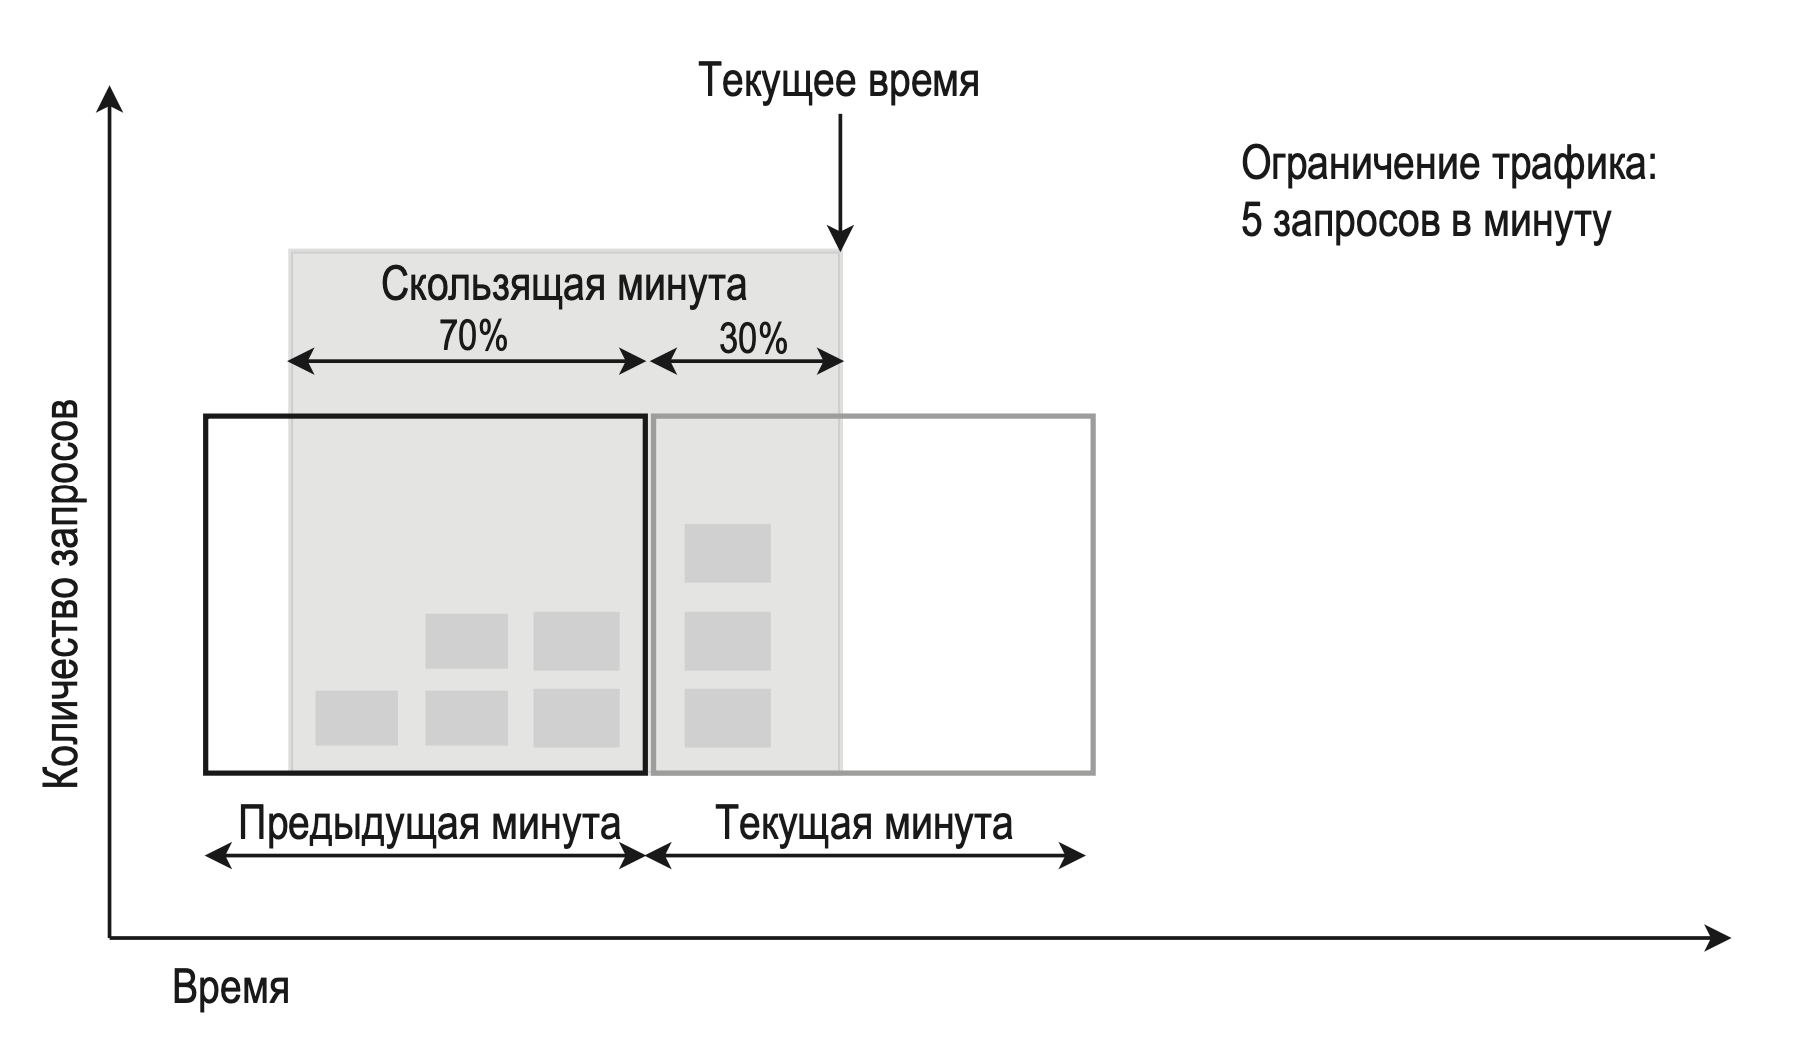 Текущее время
Ограничение трафика:
5 запросов в минуту
Скользящая минута
70%
30%
Количество запросов
Предыдущая минута
Текущая минута
Время